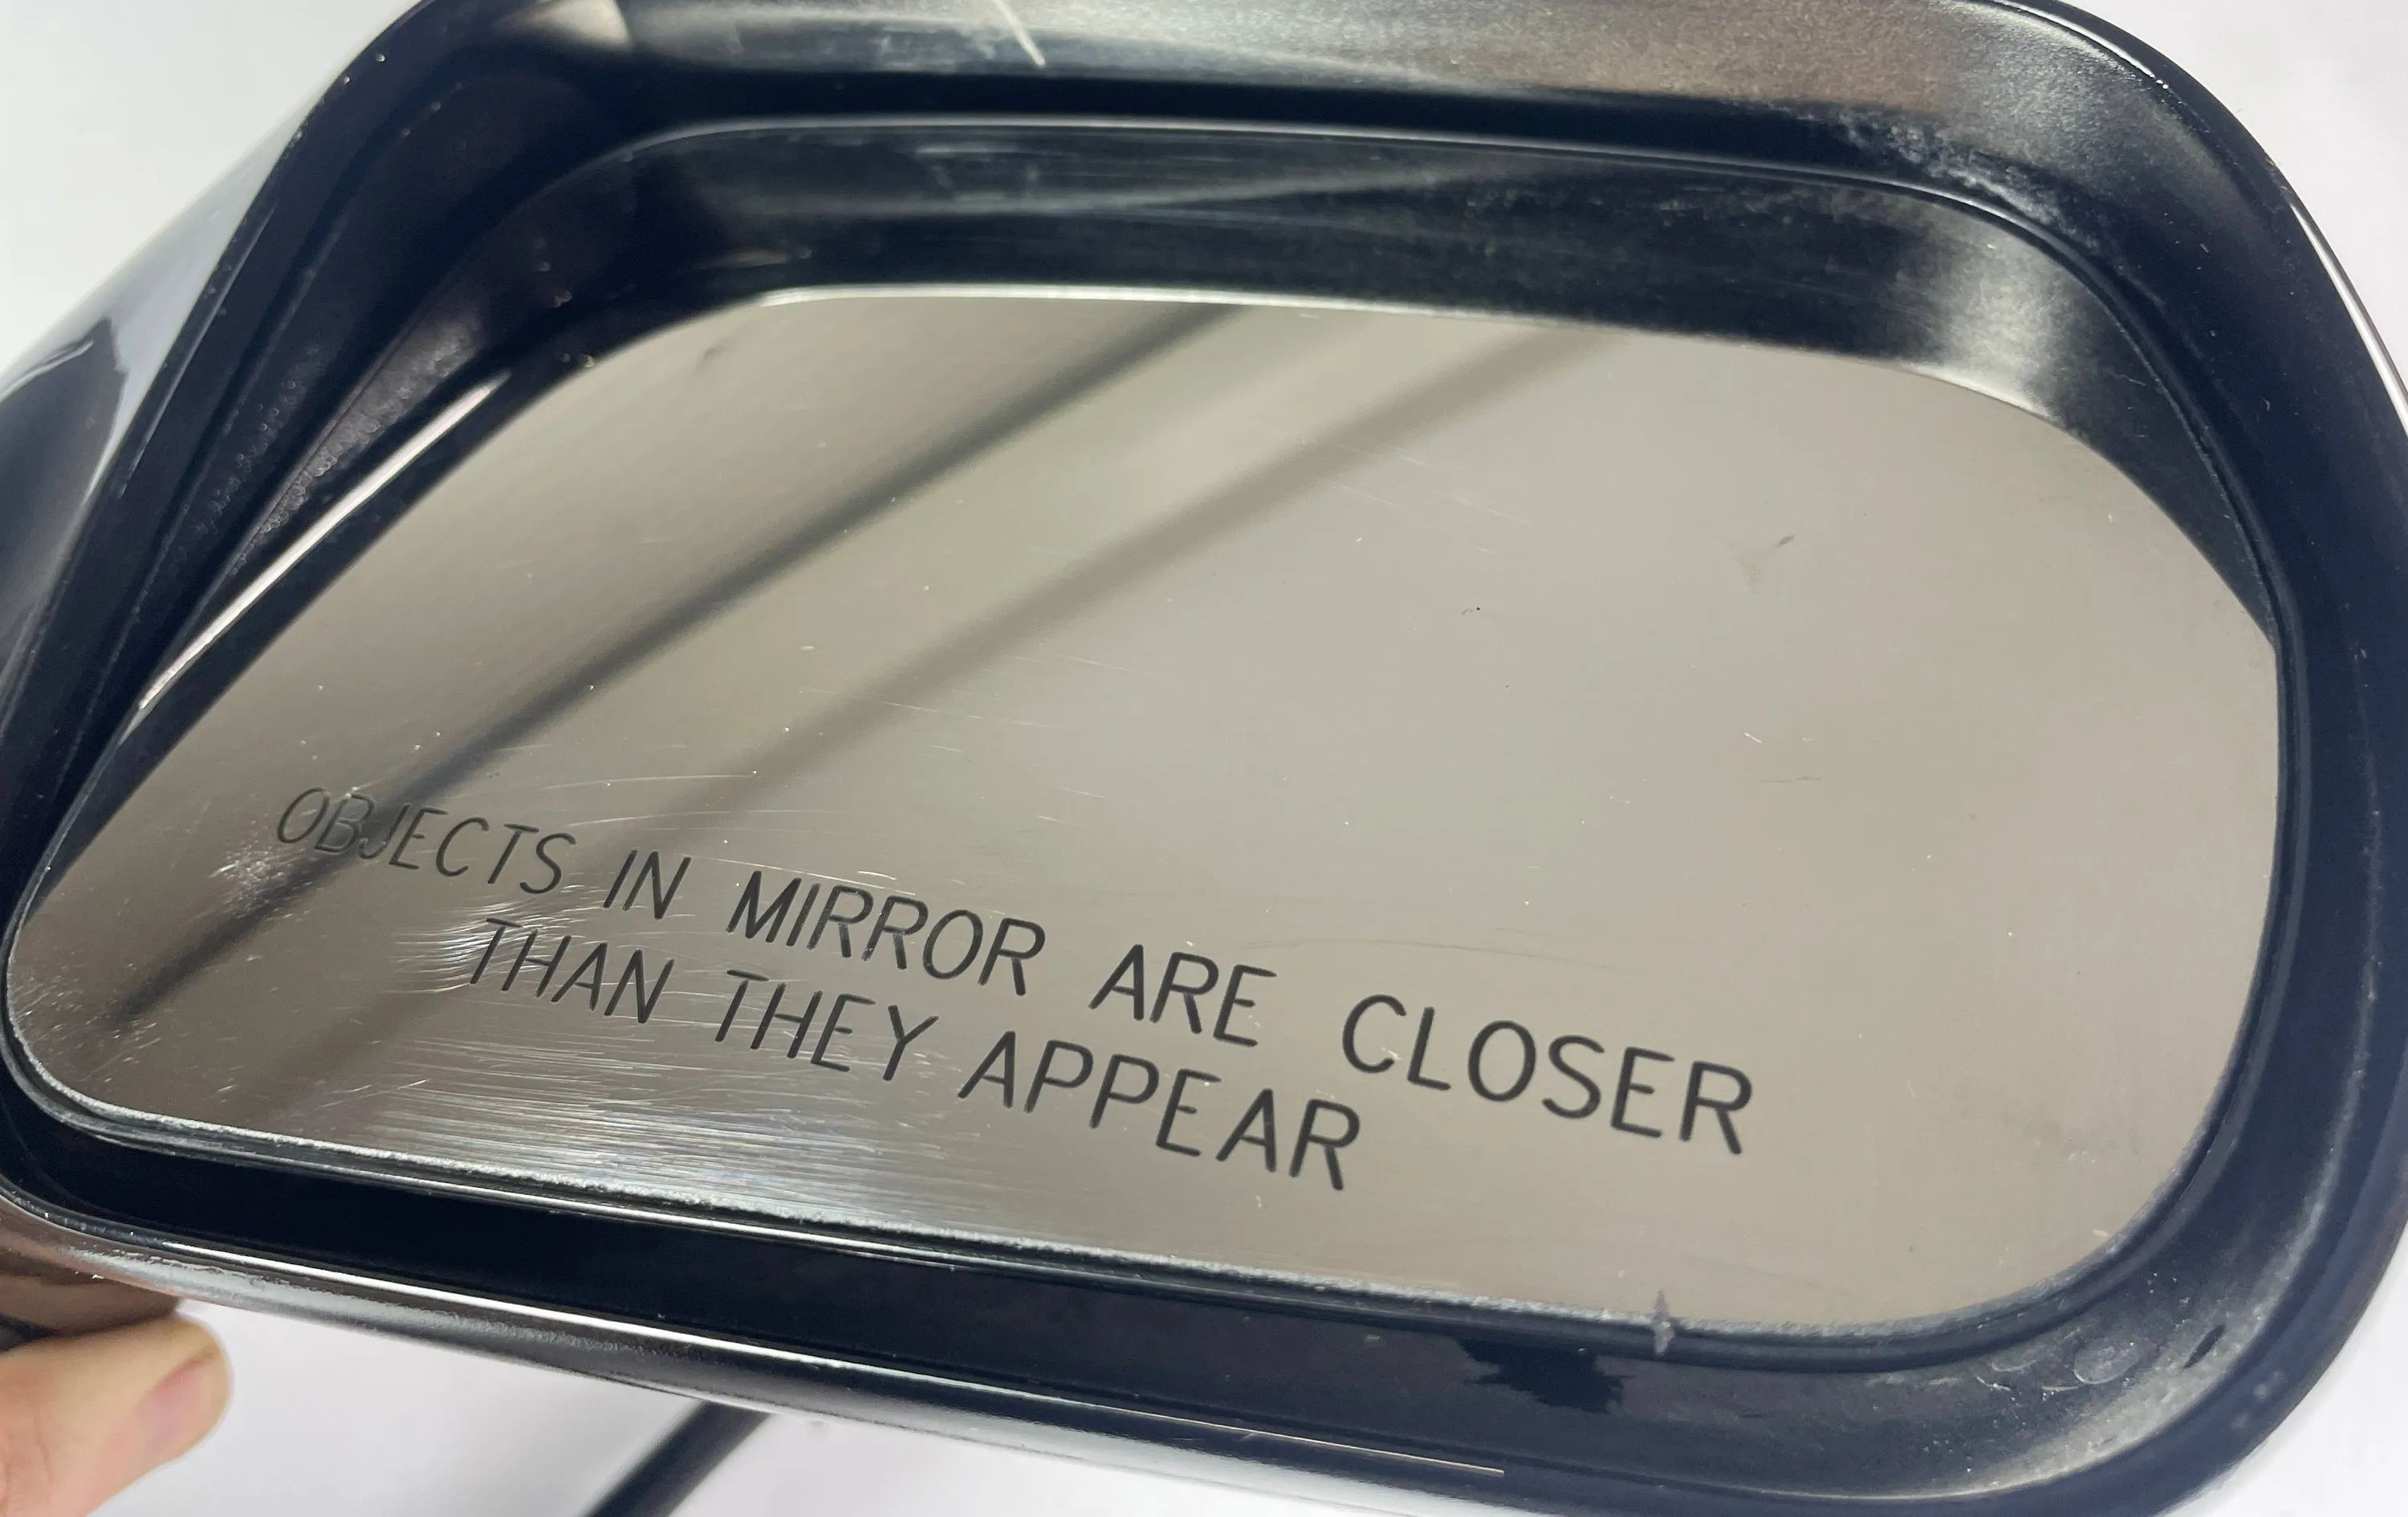 OBJECTS IN MIRROR ARE CLOSER
THAN THEY APPEAR